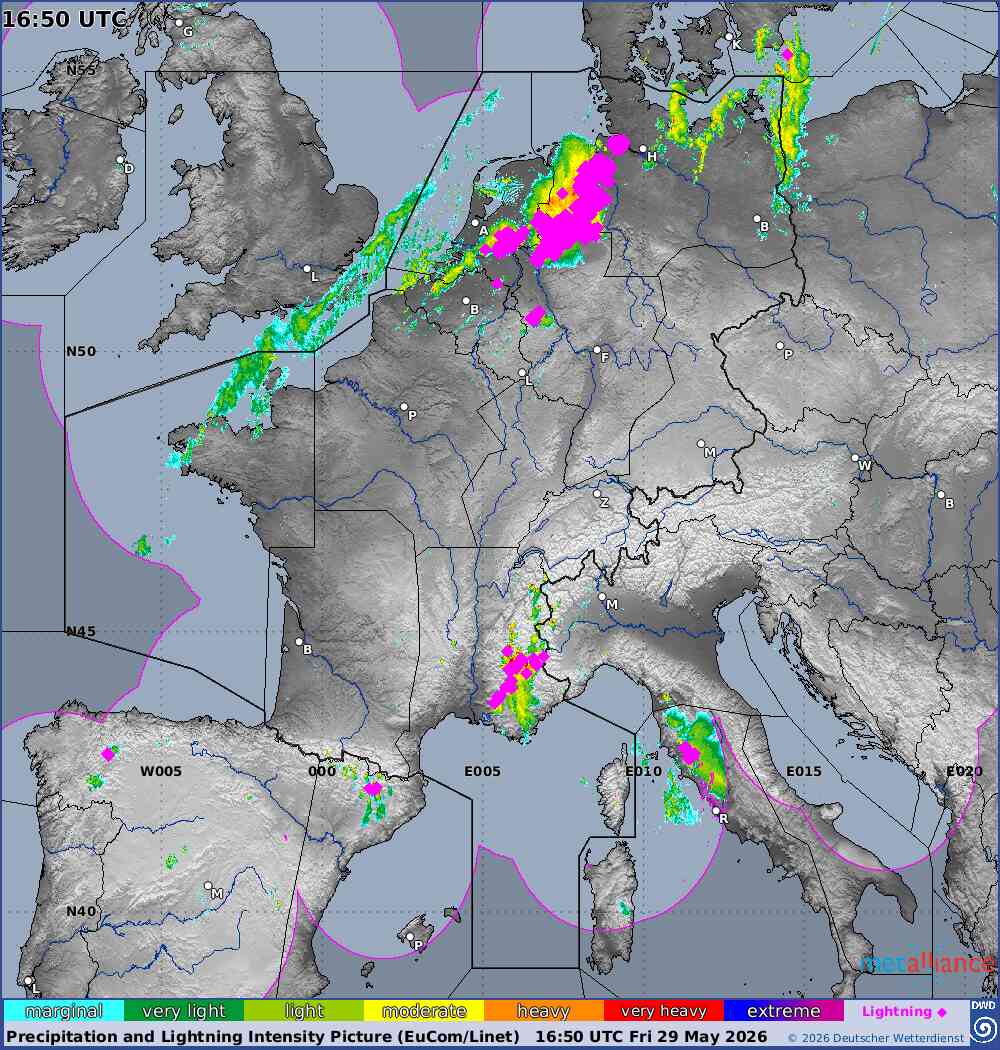 16:50 UTC
G
K
N55
H
D
A
B
L
B
N50
F
P
L
P
M
W
Z
B
M
N45
B
W005
000
E005
E010
E015
E020
R
M
N40
P
L
metalliance
marginal
very light
light
moderate
heavy
very heavy
extreme
Lightning ◆
DWD
Precipitation and Lightning Intensity Picture (EuCom/Linet) 16:50 UTC Fri 29 May 2026 © 2026 Deutscher Wetterdienst